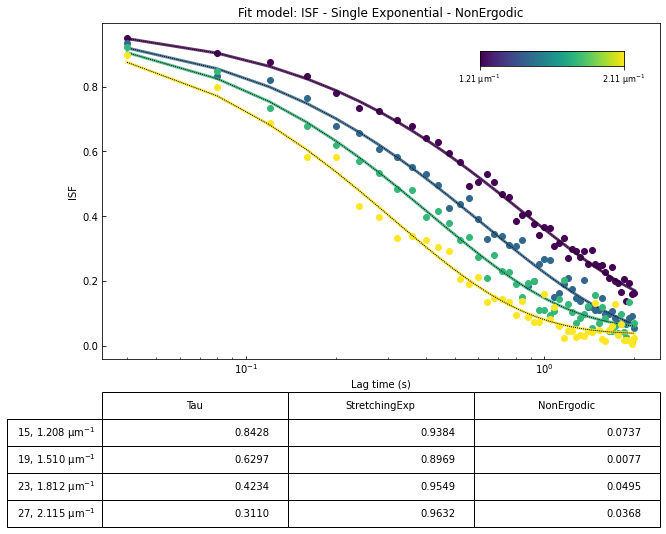 Fit model: ISF - Single Exponential - NonErgodic
1.21 μm⁻¹ 2.11 μm⁻¹
ISF
0.8
0.6
0.4
0.2
0.0
10⁻¹ 10⁰
Lag time (s)
Tau StretchingExp NonErgodic
15, 1.208 μm⁻¹ 0.8428 0.9384 0.0737
19, 1.510 μm⁻¹ 0.6297 0.8969 0.0077
23, 1.812 μm⁻¹ 0.4234 0.9549 0.0495
27, 2.115 μm⁻¹ 0.3110 0.9632 0.0368